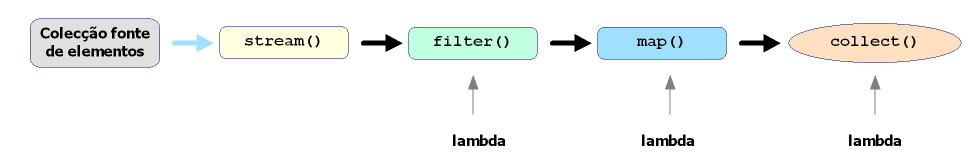 Colecção fonte
de elementos
stream()
filter()
map()
collect()
lambda
lambda
lambda